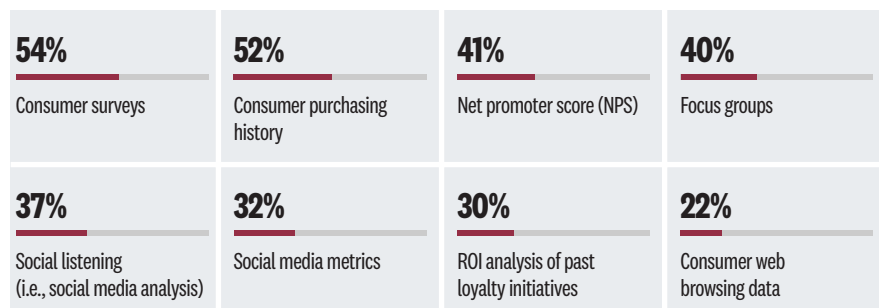 54%
Consumer surveys
52%
Consumer purchasing
history
41%
Net promoter score (NPS)
40%
Focus groups
37%
Social listening
(i.e., social media analysis)
32%
Social media metrics
30%
ROI analysis of past
loyalty initiatives
22%
Consumer web
browsing data